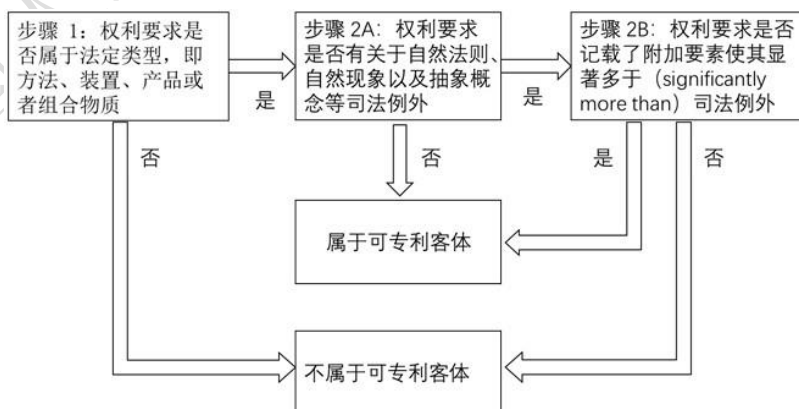 步骤 1：权利要求是
否属于法定类型，即
方法、装置、产品或
者组合物质
是
步骤 2A：权利要求
是否有关于自然法则、
自然现象以及抽象概
念等司法例外
是
步骤 2B：权利要求是否
记载了附加要素使其显
著多于（significantly
more than）司法例外
否
否
是
否
属于可专利客体
不属于可专利客体